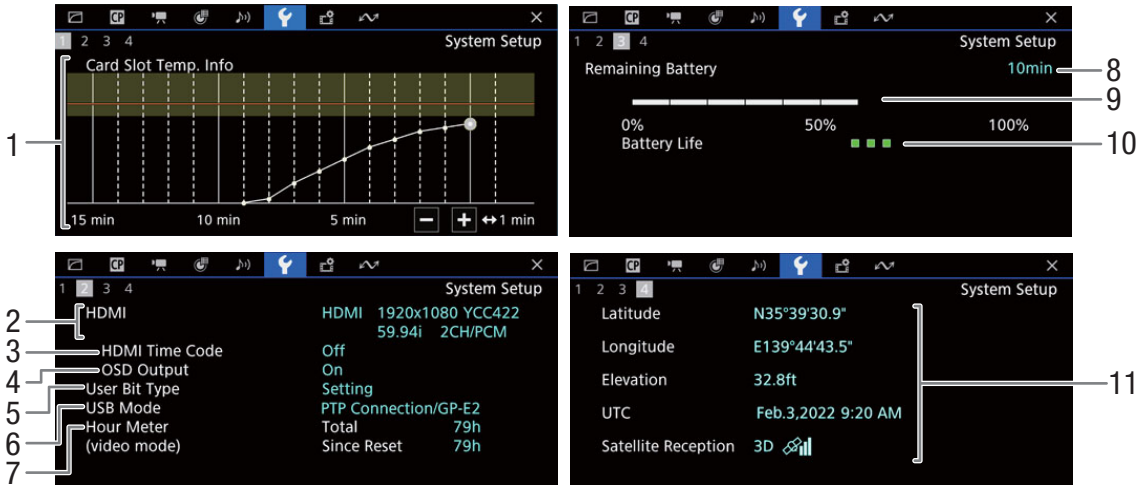 CP
1 2 3 4 System Setup
Card Slot Temp. Info
1
15 min 10 min 5 min − + ↔1 min
CP
1 2 3 4 System Setup
Remaining Battery 10min 8
9
0% 50% 100%
Battery Life 10
CP
1 2 3 4 System Setup
2 HDMI HDMI 1920x1080 YCC422
59.94i 2CH/PCM
3 HDMI Time Code Off
4 OSD Output On
5 User Bit Type Setting
6 USB Mode PTP Connection/GP-E2
7 Hour Meter Total 79h
(video mode) Since Reset 79h
CP
1 2 3 4 System Setup
Latitude N35°39'30.9"
Longitude E139°44'43.5"
Elevation 32.8ft
11
UTC Feb.3,2022 9:20 AM
Satellite Reception 3D